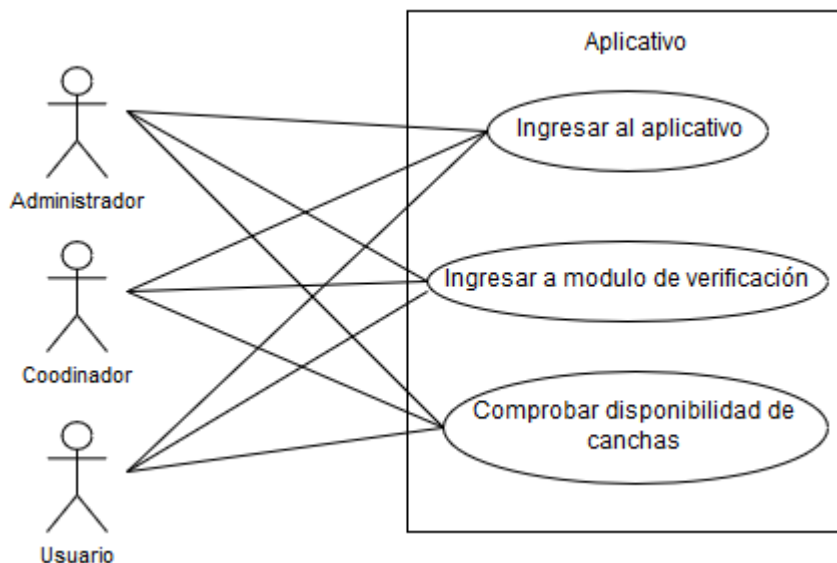 Aplicativo
Ingresar al aplicativo
Administrador
Ingresar a modulo de verificación
Coodinador
Comprobar disponibilidad de
canchas
Usuario